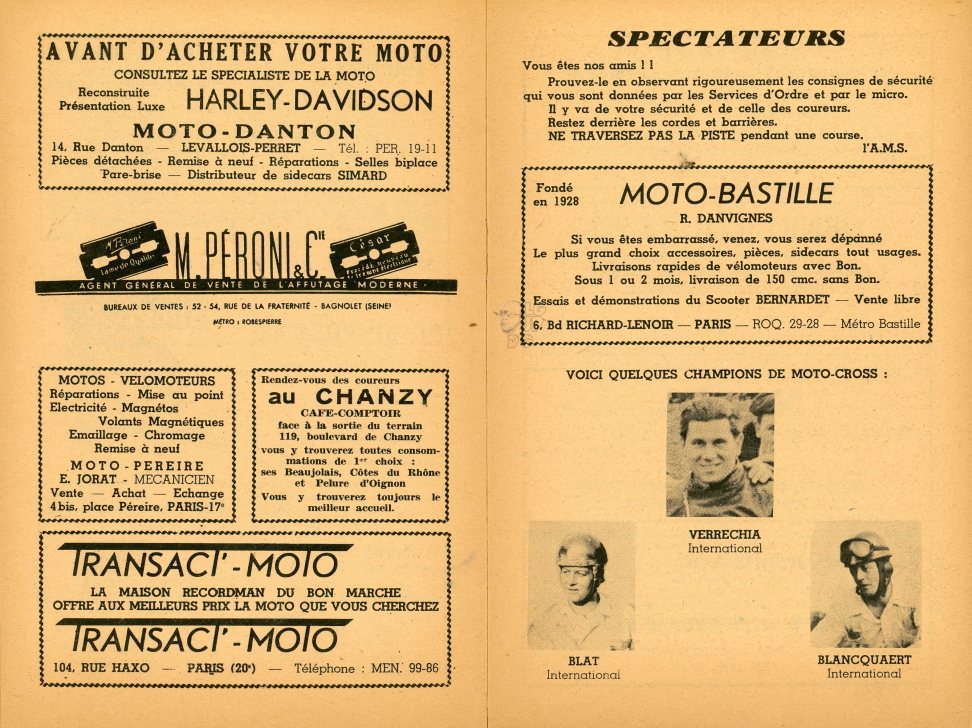 AVANT D'ACHETER VOTRE MOTO
CONSULTEZ LE SPECIALISTE DE LA MOTO
Reconstruite
Présentation Luxe
HARLEY-DAVIDSON
MOTO-DANTON
14, Rue Danton — LEVALLOIS-PERRET — Tél. : PER. 19-11
Pièces détachées - Remise à neuf - Réparations - Selles biplace
Pare-brise — Distributeur de sidecars SIMARD
M. Péroni
Lame de Qualité
M. PÉRONI & Cie
César
Procédé nouveau
AGENT GÉNÉRAL DE VENTE DE L'AFFUTAGE MODERNE
BUREAUX DE VENTES : 52 - 54, RUE DE LA FRATERNITÉ - BAGNOLET (SEINE)
MÉTRO : ROBESPIERRE
MOTOS - VELOMOTEURS
Réparations - Mise au point
Electricité - Magnétos
Volants Magnétiques
Emaillage - Chromage
Remise à neuf
MOTO-PEREIRE
E. JORAT - MECANICIEN
Vente — Achat — Echange
4bis, place Péreire, PARIS-17e
Rendez-vous des coureurs
au CHANZY
CAFE-COMPTOIR
face à la sortie du terrain
119, boulevard de Chanzy
vous y trouverez toutes consom-
mations de 1er choix :
ses Beaujolais, Côtes du Rhône
et Pelure d'Oignon
Vous y trouverez toujours le
meilleur accueil.
TRANSACT'-MOTO
LA MAISON RECORDMAN DU BON MARCHE
OFFRE AUX MEILLEURS PRIX LA MOTO QUE VOUS CHERCHEZ
TRANSACT'-MOTO
104, RUE HAXO — PARIS (20e) — Téléphone : MEN. 99-86
SPECTATEURS
Vous êtes nos amis ! !
Prouvez-le en observant rigoureusement les consignes de sécurité
qui vous sont données par les Services d'Ordre et par le micro.
Il y va de votre sécurité et de celle des coureurs.
Restez derrière les cordes et barrières.
NE TRAVERSEZ PAS LA PISTE pendant une course.
l'A.M.S.
Fondé
en 1928
MOTO-BASTILLE
R. DANVIGNES
Si vous êtes embarrassé, venez, vous serez dépanné
Le plus grand choix accessoires, pièces, sidecars tout usages.
Livraisons rapides de vélomoteurs avec Bon.
Sous 1 ou 2 mois, livraison de 150 cmc. sans Bon.
Essais et démonstrations du Scooter BERNARDET — Vente libre
6, Bd RICHARD-LENOIR — PARIS — ROQ. 29-28 — Métro Bastille
VOICI QUELQUES CHAMPIONS DE MOTO-CROSS :
VERRECHIA
International
BLAT
International
BLANCQUAERT
International